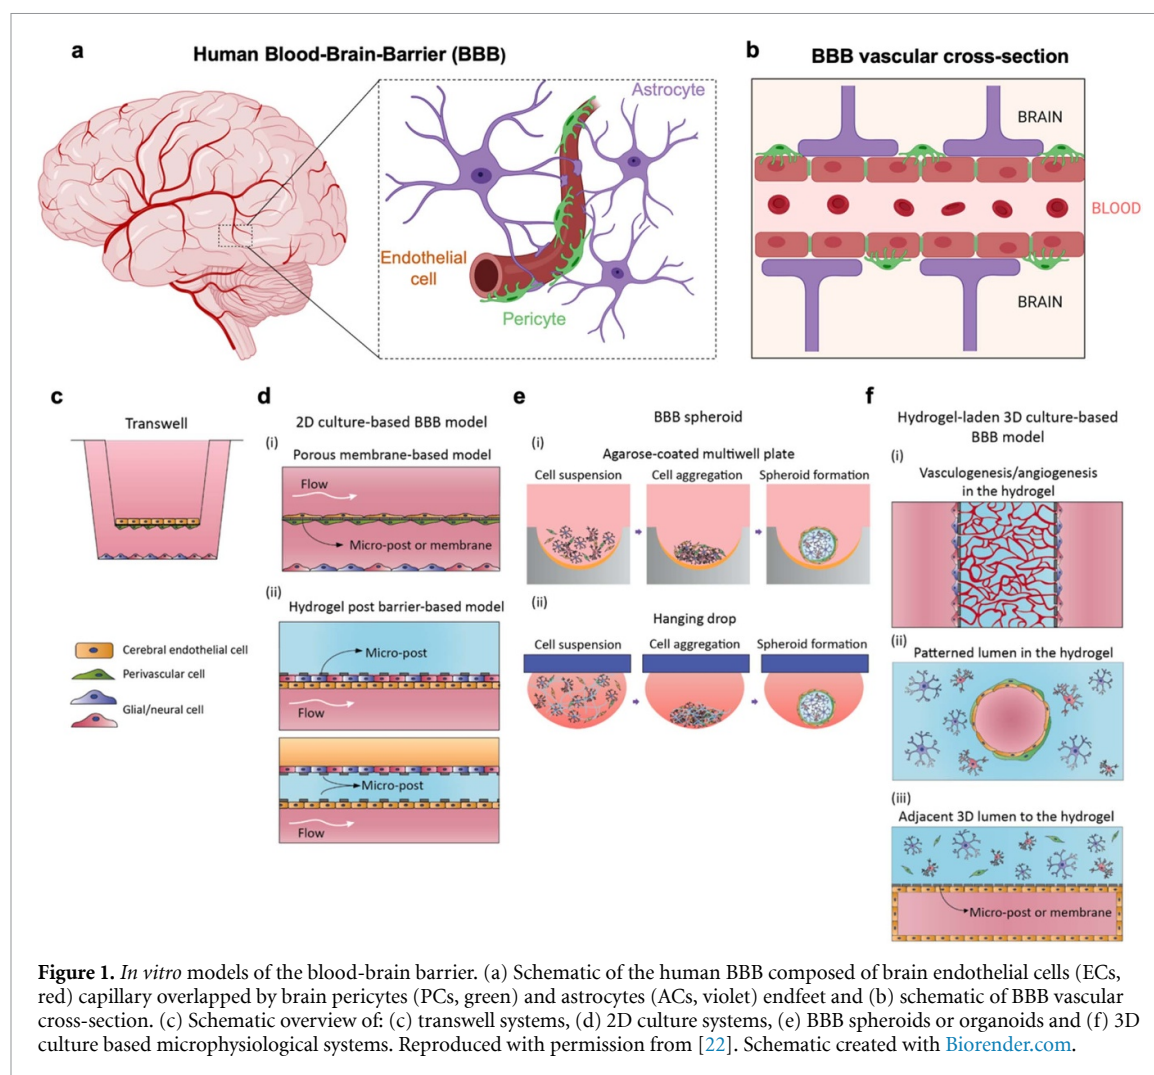 a
Human Blood-Brain-Barrier (BBB)
Astrocyte
Endothelial
cell
Pericyte
b
BBB vascular cross-section
BRAIN
BLOOD
BRAIN
c
Transwell
Cerebral endothelial cell
Perivascular cell
Glial/neural cell
d
2D culture-based BBB model
(i)
Porous membrane-based model
Flow
Micro-post or membrane
(ii)
Hydrogel post barrier-based model
Micro-post
Flow
Micro-post
Flow
e
BBB spheroid
(i)
Agarose-coated multiwell plate
Cell suspension Cell aggregation Spheroid formation
(ii)
Hanging drop
Cell suspension Cell aggregation Spheroid formation
f
Hydrogel-laden 3D culture-based
BBB model
(i)
Vasculogenesis/angiogenesis
in the hydrogel
(ii)
Patterned lumen in the hydrogel
(iii)
Adjacent 3D lumen to the hydrogel
Micro-post or membrane
Figure 1. In vitro models of the blood-brain barrier. (a) Schematic of the human BBB composed of brain endothelial cells (ECs,
red) capillary overlapped by brain pericytes (PCs, green) and astrocytes (ACs, violet) endfeet and (b) schematic of BBB vascular
cross-section. (c) Schematic overview of: (c) transwell systems, (d) 2D culture systems, (e) BBB spheroids or organoids and (f) 3D
culture based microphysiological systems. Reproduced with permission from [22]. Schematic created with Biorender.com.